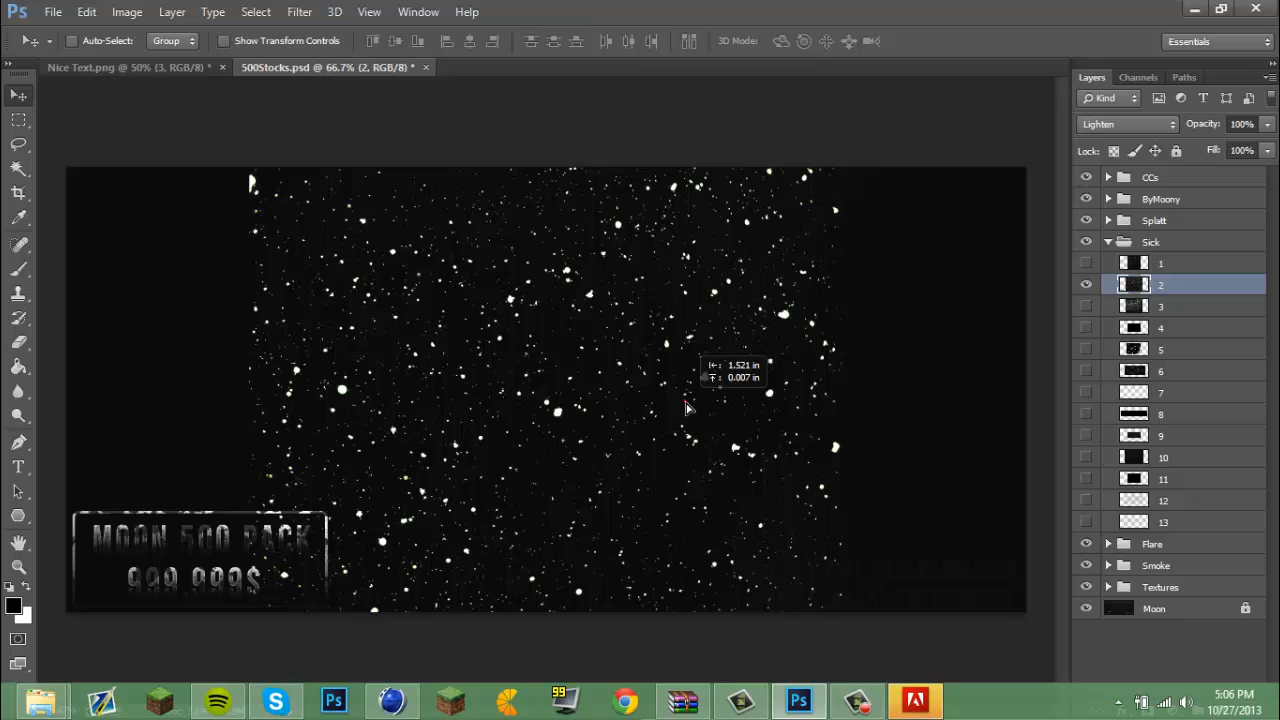 Ps File Edit Image Layer Type Select Filter 3D View Window Help
Auto-Select: Group Show Transform Controls 3D Mode: Essentials
Nice Text.png @ 50% (3, RGB/8) * × 500Stocks.psd @ 66.7% (2, RGB/8) * ×
Layers Channels Paths
Kind
Lighten Opacity: 100%
Lock: Fill: 100%
CCs
ByMoony
Splatt
Sick
1
2
3
4
5
6
7
8
9
10
11
12
13
Flare
Smoke
Textures
Moon
1.521 in
0.007 in
MOON 500 PACK
999.999$
99
5:06 PM
10/27/2013